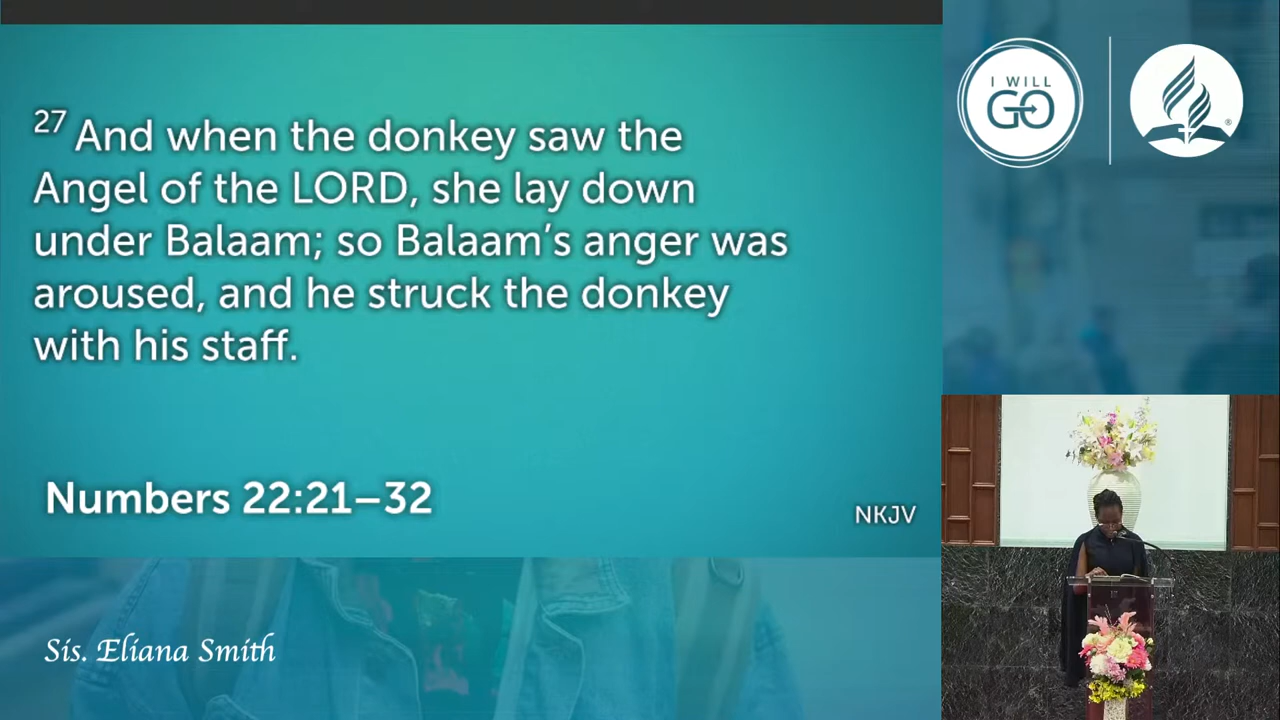 27 And when the donkey saw the
Angel of the LORD, she lay down
under Balaam; so Balaam’s anger was
aroused, and he struck the donkey
with his staff.
Numbers 22:21–32
NKJV
I WILL
GO
®
Sis. Eliana Smith